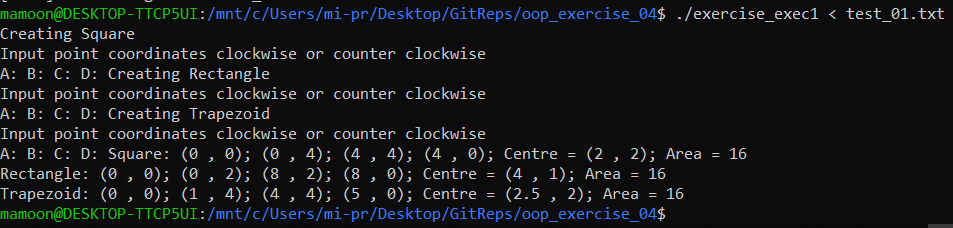 mamoon@DESKTOP-TTCP5UI:/mnt/c/Users/mi-pr/Desktop/GitReps/oop_exercise_04$ ./exercise_exec1 < test_01.txt
Creating Square
Input point coordinates clockwise or counter clockwise
A: B: C: D: Creating Rectangle
Input point coordinates clockwise or counter clockwise
A: B: C: D: Creating Trapezoid
Input point coordinates clockwise or counter clockwise
A: B: C: D: Square: (0 , 0); (0 , 4); (4 , 4); (4 , 0); Centre = (2 , 2); Area = 16
Rectangle: (0 , 0); (0 , 2); (8 , 2); (8 , 0); Centre = (4 , 1); Area = 16
Trapezoid: (0 , 0); (1 , 4); (4 , 4); (5 , 0); Centre = (2.5 , 2); Area = 16
mamoon@DESKTOP-TTCP5UI:/mnt/c/Users/mi-pr/Desktop/GitReps/oop_exercise_04$